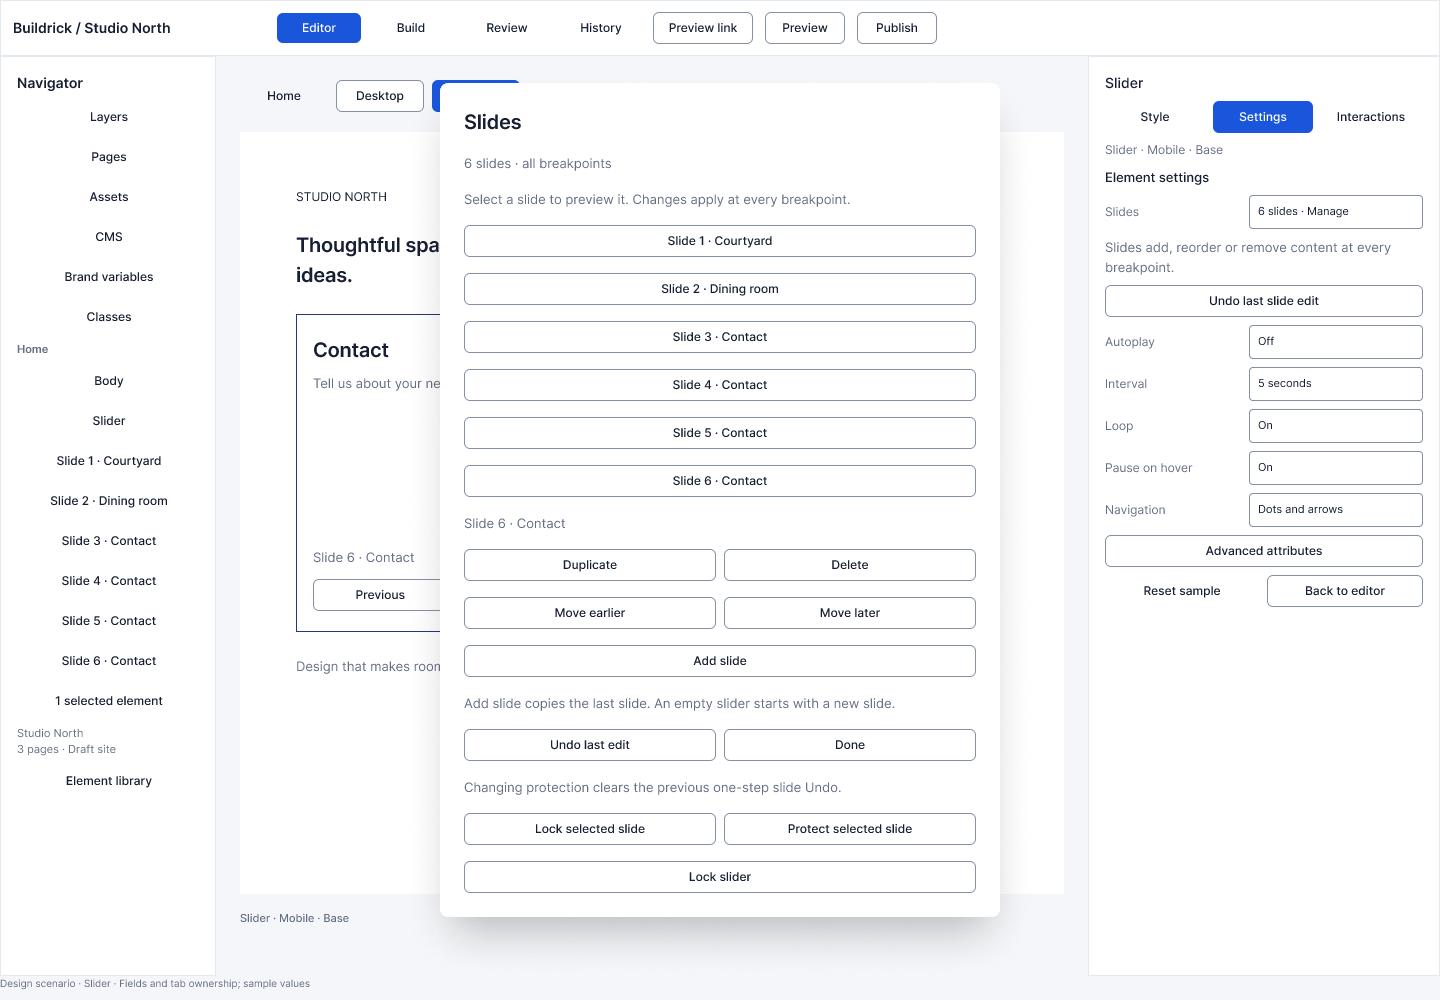 Buildrick / Studio North
Editor
Build
Review
History
Preview link
Preview
Publish
Navigator
Layers
Pages
Assets
CMS
Brand variables
Classes
Home
Body
Slider
Slide 1 · Courtyard
Slide 2 · Dining room
Slide 3 · Contact
Slide 4 · Contact
Slide 5 · Contact
Slide 6 · Contact
1 selected element
Studio North
3 pages · Draft site
Element library
Home
Desktop
STUDIO NORTH
Thoughtful spa
ideas.
Contact
Tell us about your ne
Slide 6 · Contact
Previous
Design that makes room
Slider · Mobile · Base
Slides
6 slides · all breakpoints
Select a slide to preview it. Changes apply at every breakpoint.
Slide 1 · Courtyard
Slide 2 · Dining room
Slide 3 · Contact
Slide 4 · Contact
Slide 5 · Contact
Slide 6 · Contact
Slide 6 · Contact
Duplicate
Delete
Move earlier
Move later
Add slide
Add slide copies the last slide. An empty slider starts with a new slide.
Undo last edit
Done
Changing protection clears the previous one-step slide Undo.
Lock selected slide
Protect selected slide
Lock slider
Slider
Style
Settings
Interactions
Slider · Mobile · Base
Element settings
Slides
6 slides · Manage
Slides add, reorder or remove content at every
breakpoint.
Undo last slide edit
Autoplay
Off
Interval
5 seconds
Loop
On
Pause on hover
On
Navigation
Dots and arrows
Advanced attributes
Reset sample
Back to editor
Design scenario · Slider · Fields and tab ownership; sample values